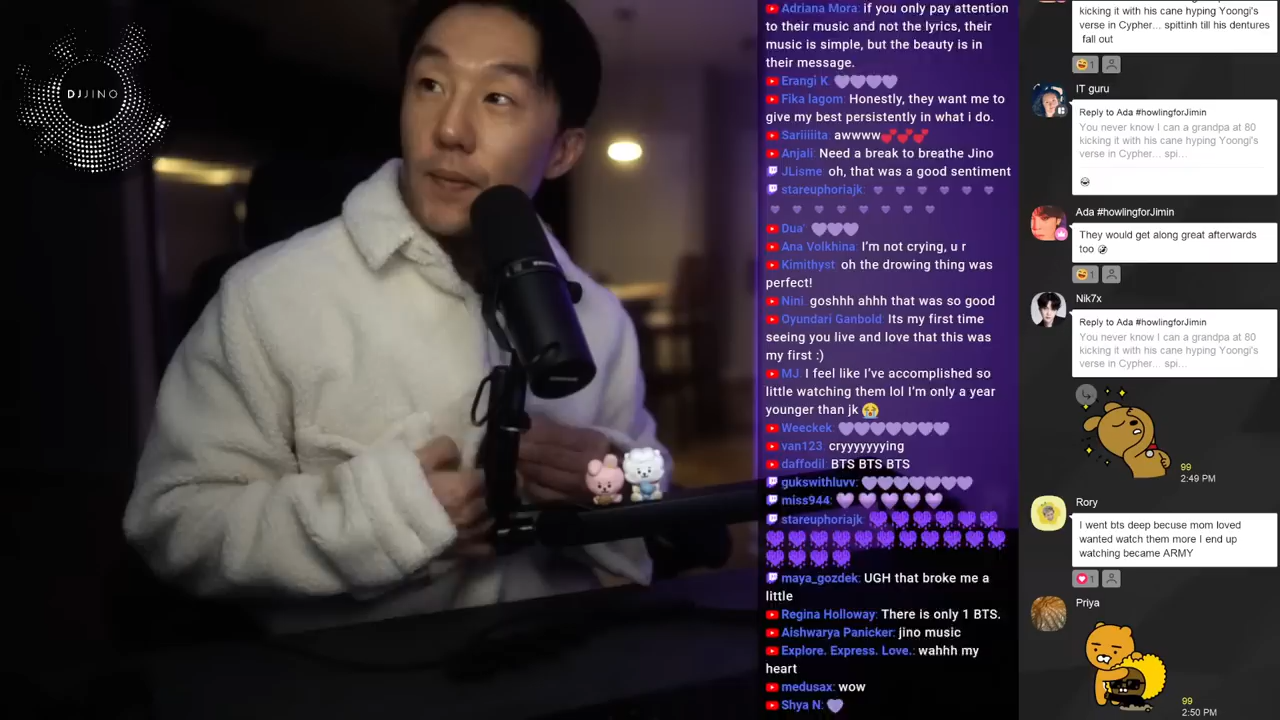 DJJINO
Adriana Mora: if you only pay attention
to their music and not the lyrics, their
music is simple, but the beauty is in
their message.
Erangi K: 💜💜💜💜
Fika lagom: Honestly, they want me to
give my best persistently in what i do.
Sariiiiita: awwww💕💕💕
Anjali: Need a break to breathe Jino
JLisme: oh, that was a good sentiment
stareuphoriajk: 💜 💜 💜 💜 💜 💜
💜 💜 💜 💜 💜 💜 💜 💜
Dua': 💜💜💜
Ana Volkhina: I'm not crying, u r
Kimithyst: oh the drowing thing was
perfect!
Nini: goshhh ahhh that was so good
Oyundari Ganbold: Its my first time
seeing you live and love that this was
my first :)
MJ: I feel like I've accomplished so
little watching them lol I'm only a year
younger than jk 😭
Weeckek: 💜💜💜💜💜💜💜
van123: cryyyyyying
daffodil: BTS BTS BTS
gukswithluvv: 💜💜💜💜💜💜💜
miss944: 💜 💜 💜 💜 💜
stareuphoriajk: 💜 💜 💜 💜 💜 💜
💜 💜 💜 💜 💜 💜 💜 💜 💜 💜 💜
💜 💜 💜 💜
maya_gozdek: UGH that broke me a
little
Regina Holloway: There is only 1 BTS.
Aishwarya Panicker: jino music
Explore. Express. Love.: wahhh my
heart
medusax: wow
Shya N: 💜
kicking it with his cane hyping Yoongi's
verse in Cypher... spittinh till his dentures
fall out
1
IT guru
Reply to Ada #howlingforJimin
You never know I can a grandpa at 80
kicking it with his cane hyping Yoongi's
verse in Cypher... spi...
Ada #howlingforJimin
They would get along great afterwards
too 🤣
1
Nik7x
Reply to Ada #howlingforJimin
You never know I can a grandpa at 80
kicking it with his cane hyping Yoongi's
verse in Cypher... spi...
99
2:49 PM
Rory
I went bts deep becuse mom loved
wanted watch them more I end up
watching became ARMY
1
Priya
99
2:50 PM